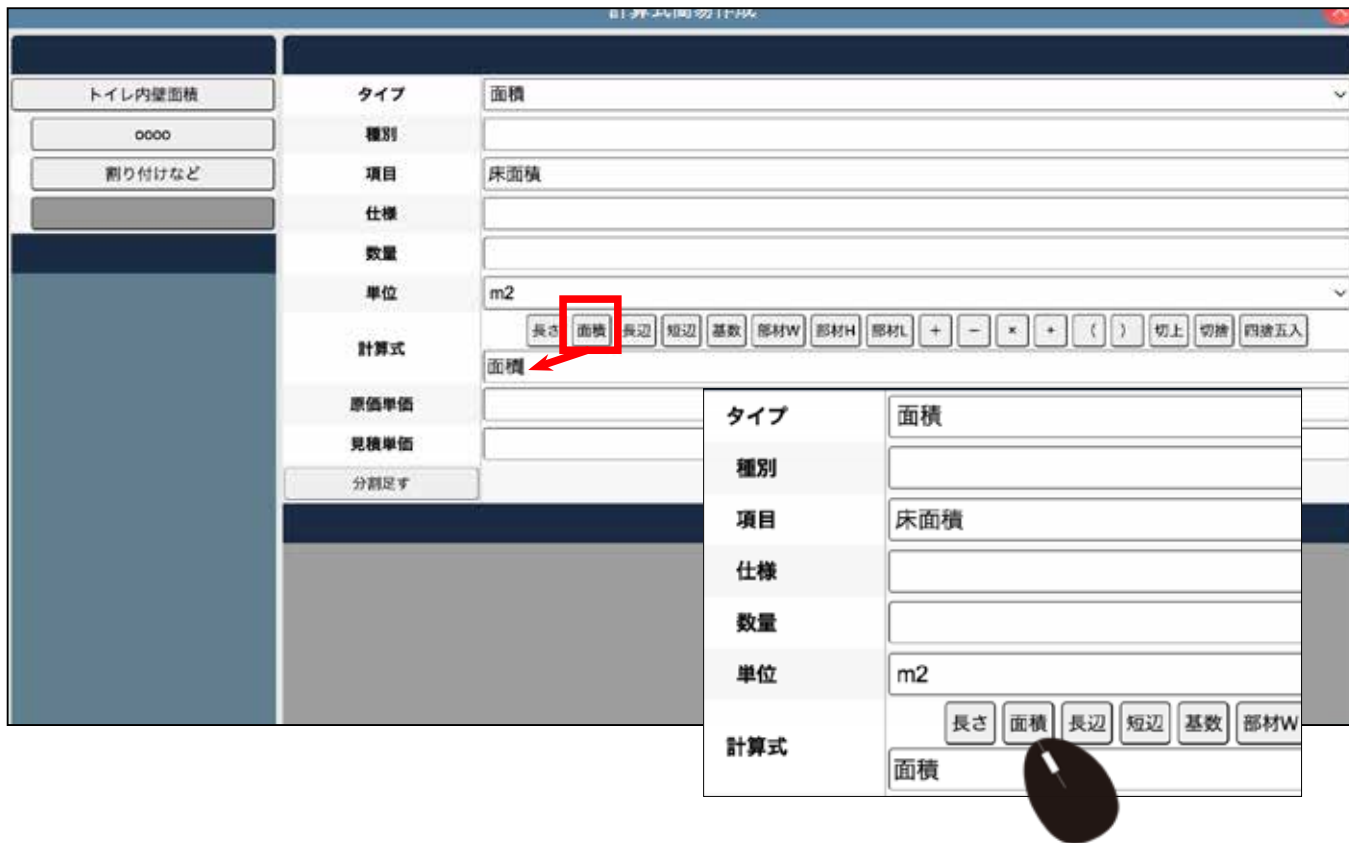 計算式簡易作成
トイレ内壁面積
oooo
割り付けなど
タイプ 面積
種別
項目 床面積
仕様
数量
単位 m2
計算式 長さ 面積 長辺 短辺 基数 部材W 部材H 部材L + − × + ( ) 切上 切捨 四捨五入
面積
原価単価
見積単価
分割足す
タイプ 面積
種別
項目 床面積
仕様
数量
単位 m2
計算式 長さ 面積 長辺 短辺 基数 部材W
面積